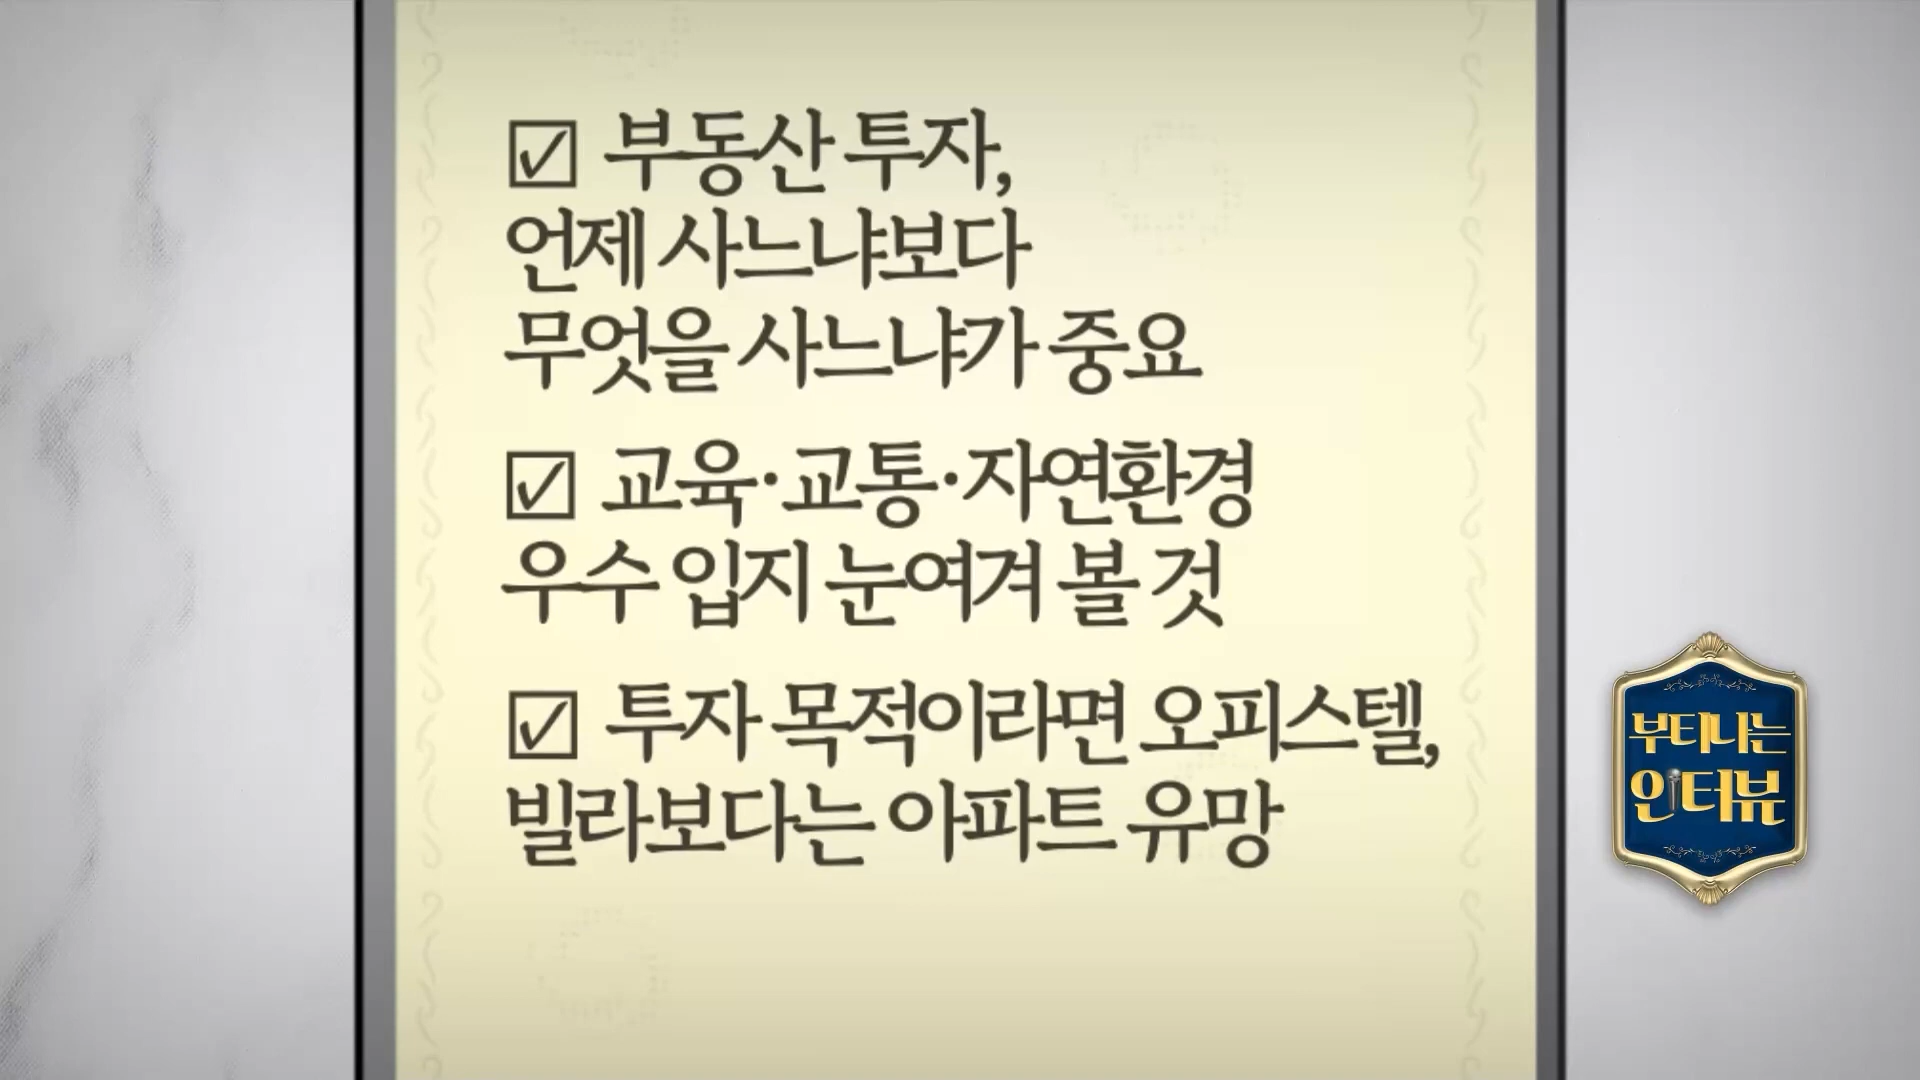 ☑ 부동산 투자,
언제 사느냐보다
무엇을 사느냐가 중요
☑ 교육·교통·자연환경
우수 입지 눈여겨 볼 것
☑ 투자 목적이라면 오피스텔,
빌라보다는 아파트 유망
부티나는
인터뷰